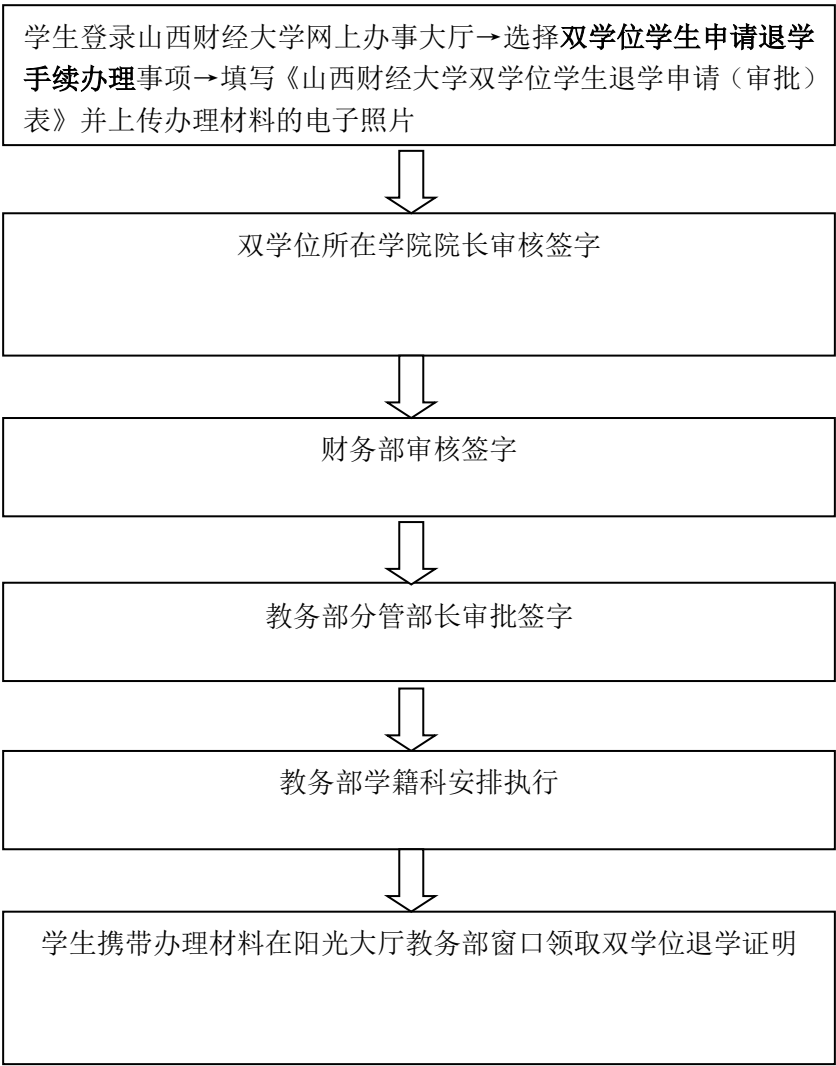 学生登录山西财经大学网上办事大厅→选择双学位学生申请退学
手续办理事项→填写《山西财经大学双学位学生退学申请（审批）
表》并上传办理材料的电子照片
双学位所在学院院长审核签字
财务部审核签字
教务部分管部长审批签字
教务部学籍科安排执行
学生携带办理材料在阳光大厅教务部窗口领取双学位退学证明